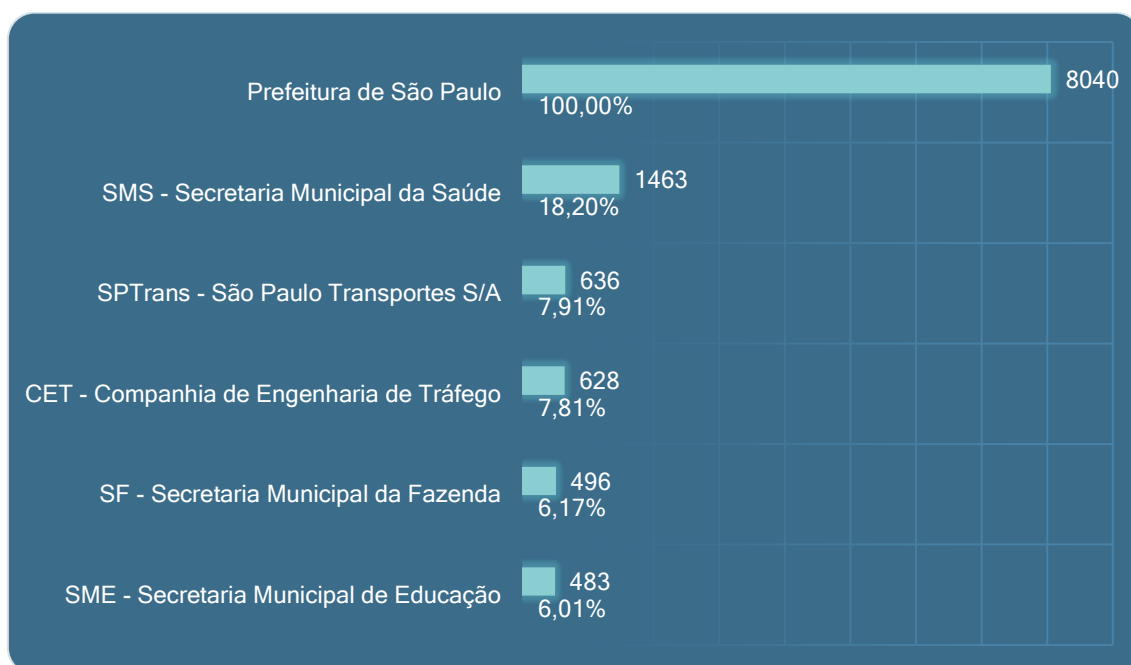 Prefeitura de São Paulo
8040
100,00%
SMS - Secretaria Municipal da Saúde
1463
18,20%
SPTrans - São Paulo Transportes S/A
636
7,91%
CET - Companhia de Engenharia de Tráfego
628
7,81%
SF - Secretaria Municipal da Fazenda
496
6,17%
SME - Secretaria Municipal de Educação
483
6,01%